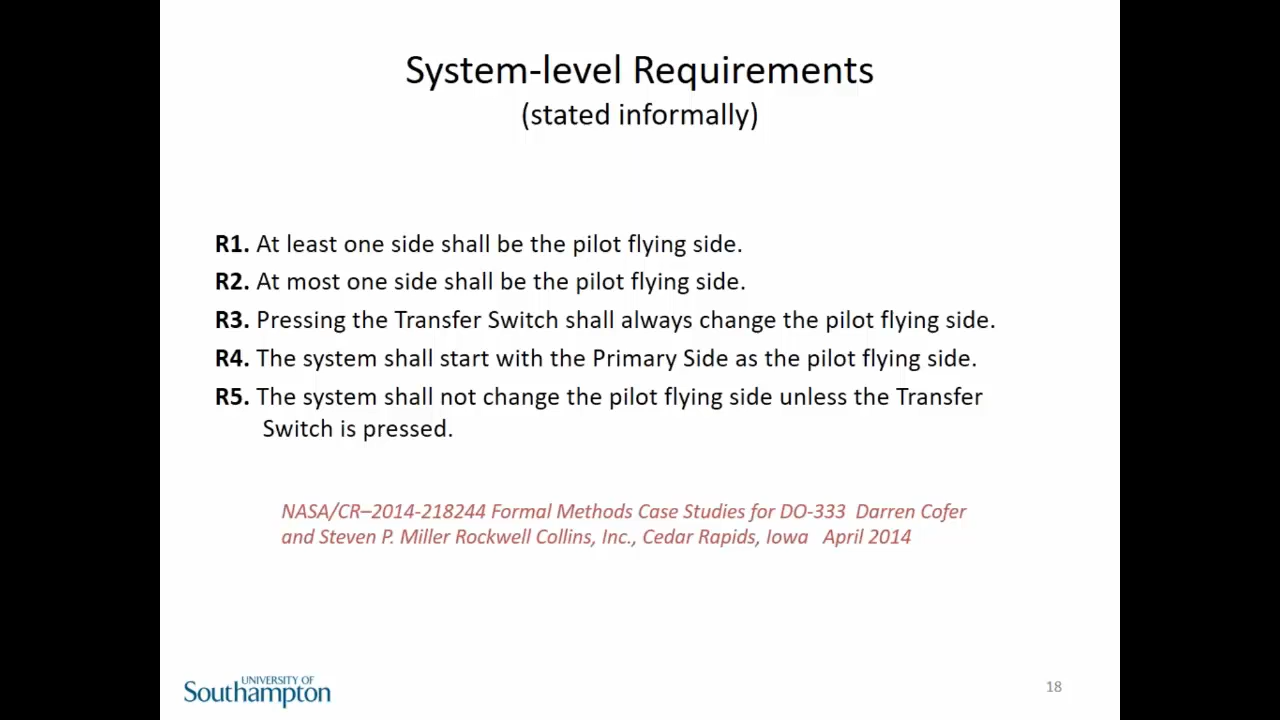 System-level Requirements
(stated informally)
R1. At least one side shall be the pilot flying side.
R2. At most one side shall be the pilot flying side.
R3. Pressing the Transfer Switch shall always change the pilot flying side.
R4. The system shall start with the Primary Side as the pilot flying side.
R5. The system shall not change the pilot flying side unless the Transfer
Switch is pressed.
NASA/CR–2014-218244 Formal Methods Case Studies for DO-333 Darren Cofer
and Steven P. Miller Rockwell Collins, Inc., Cedar Rapids, Iowa April 2014
UNIVERSITY OF
Southampton
18